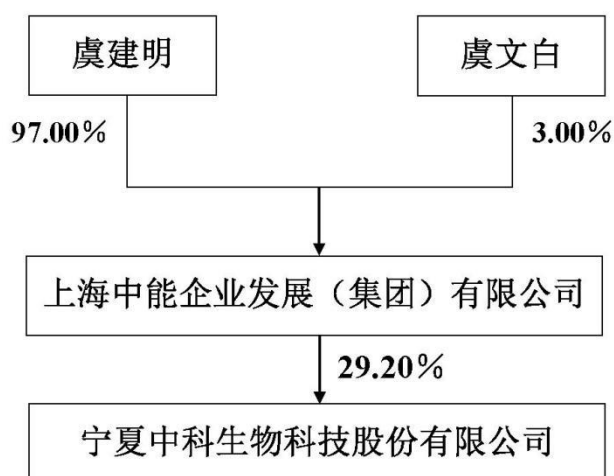 虞建明
虞文白
97.00%
3.00%
上海中能企业发展（集团）有限公司
29.20%
宁夏中科生物科技股份有限公司